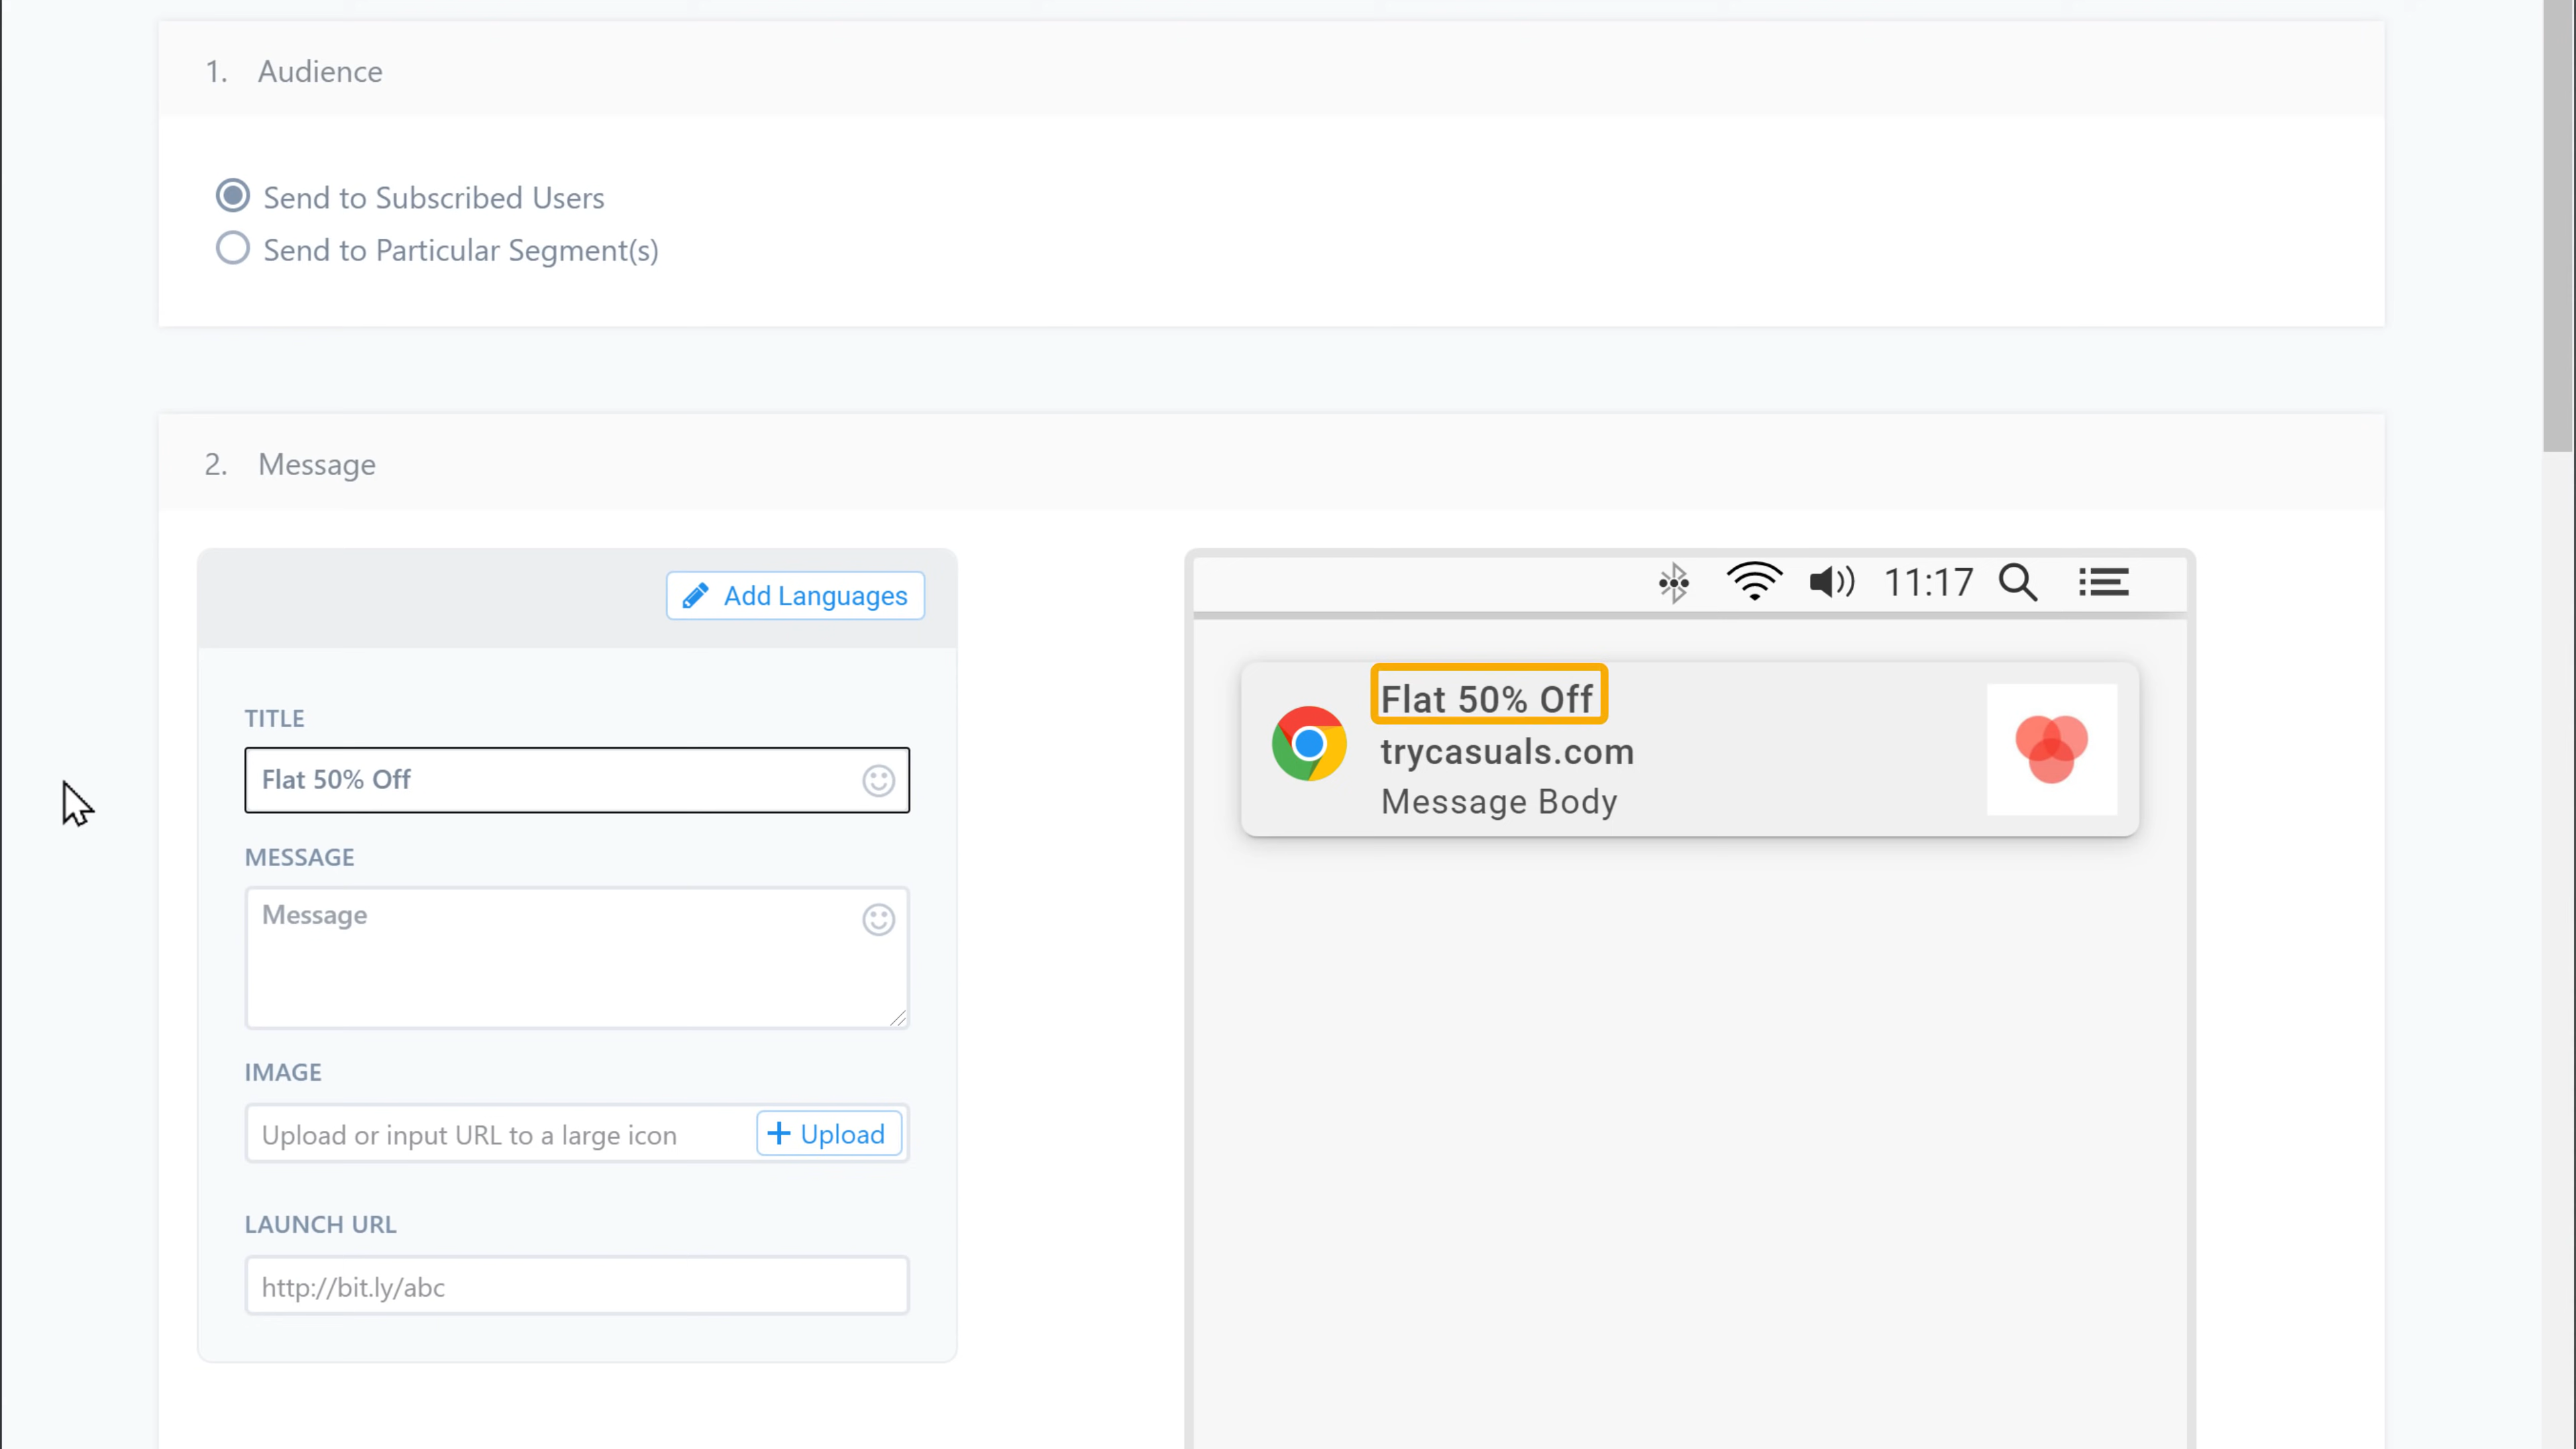 1. Audience
Send to Subscribed Users
Send to Particular Segment(s)
2. Message
Add Languages
TITLE
Flat 50% Off
MESSAGE
Message
IMAGE
Upload or input URL to a large icon
+ Upload
LAUNCH URL
http://bit.ly/abc
11:17
Flat 50% Off
trycasuals.com
Message Body